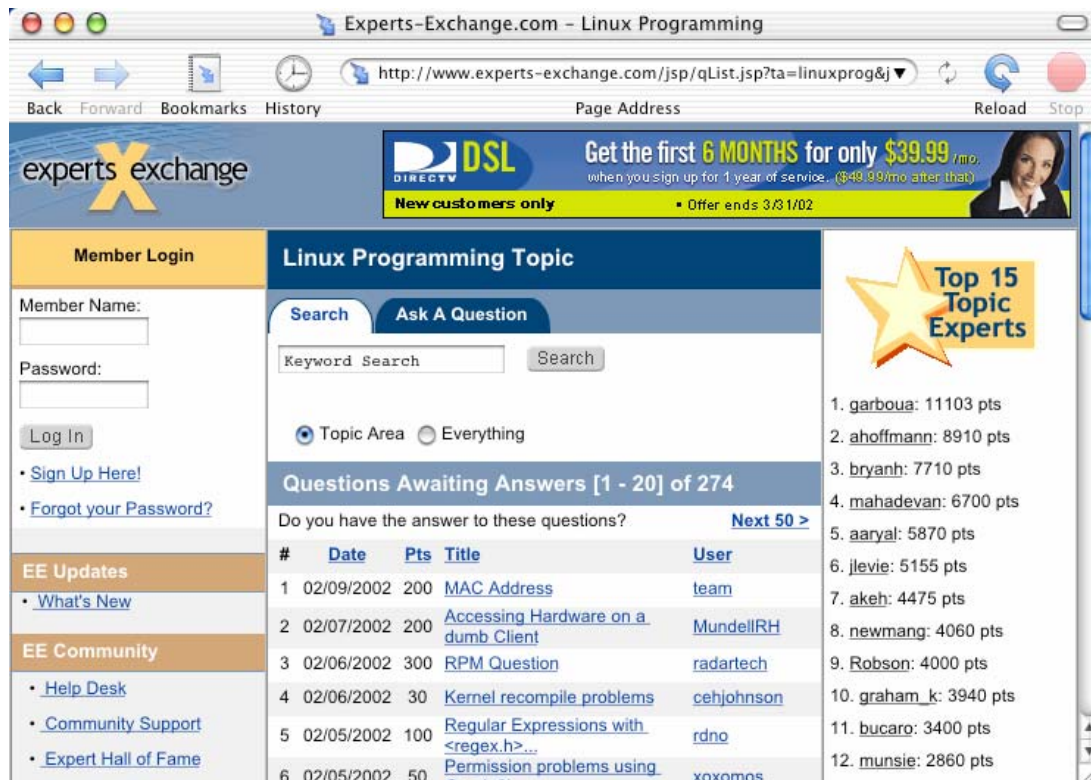 Experts-Exchange.com – Linux Programming
http://www.experts-exchange.com/jsp/qList.jsp?ta=linuxprog&j
Back Forward Bookmarks History Page Address Reload Stop
experts exchange
DIRECTV DSL
Get the first 6 MONTHS for only $39.99 /mo.
when you sign up for 1 year of service. ($49.99/mo after that)
New customers only • Offer ends 3/31/02
Member Login
Member Name:
Password:
Log In
• Sign Up Here!
• Forgot your Password?
EE Updates
• What's New
EE Community
• Help Desk
• Community Support
• Expert Hall of Fame
Linux Programming Topic
Search Ask A Question
Keyword Search Search
Topic Area Everything
Questions Awaiting Answers [1 - 20] of 274
Do you have the answer to these questions? Next 50 >
# Date Pts Title User
1 02/09/2002 200 MAC Address team
2 02/07/2002 200 Accessing Hardware on a
dumb Client MundellRH
3 02/06/2002 300 RPM Question radartech
4 02/06/2002 30 Kernel recompile problems cehjohnson
5 02/05/2002 100 Regular Expressions with
<regex.h>... rdno
6 02/05/2002 50 Permission problems using
xoxomos
Top 15
Topic
Experts
1. garboua: 11103 pts
2. ahoffmann: 8910 pts
3. bryanh: 7710 pts
4. mahadevan: 6700 pts
5. aaryal: 5870 pts
6. jlevie: 5155 pts
7. akeh: 4475 pts
8. newmang: 4060 pts
9. Robson: 4000 pts
10. graham_k: 3940 pts
11. bucaro: 3400 pts
12. munsie: 2860 pts